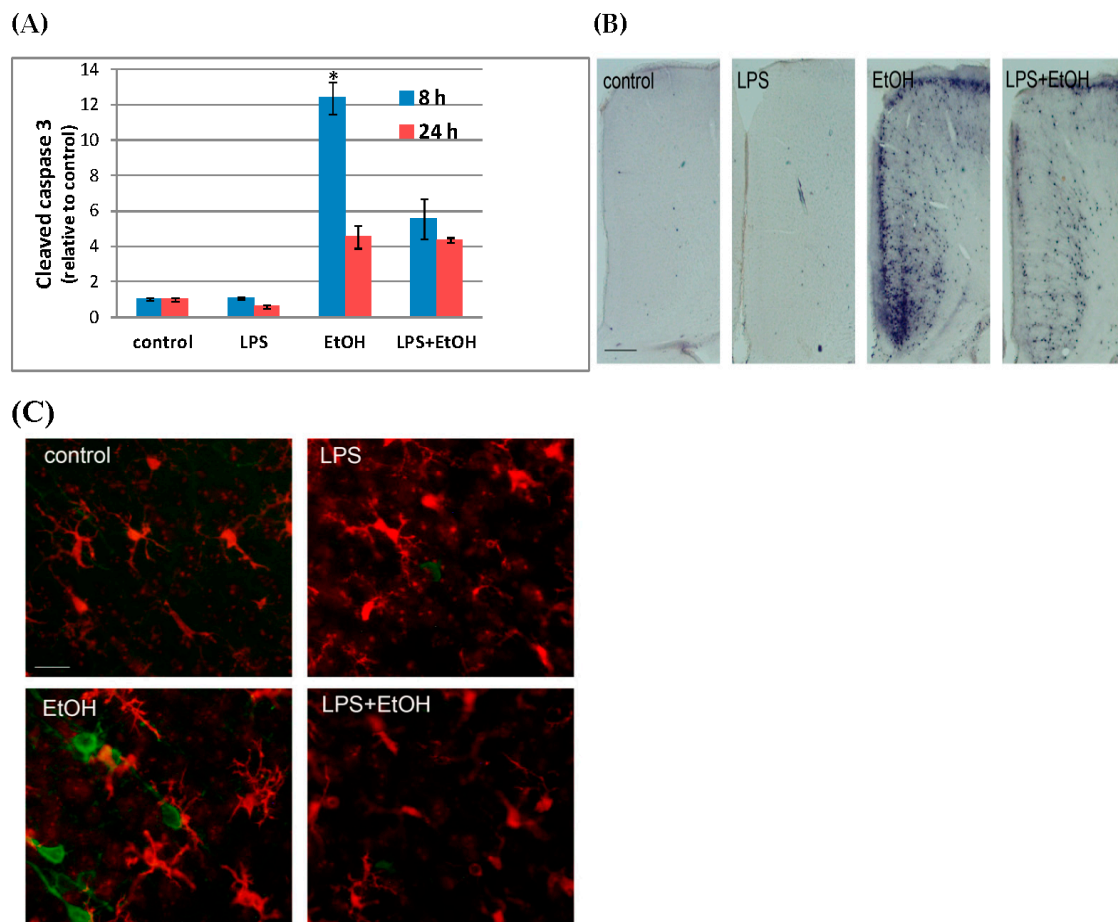 (A)
14
12
10
8
6
4
2
0
Cleaved caspase 3
(relative to control)
*
8 h
24 h
control LPS EtOH LPS+EtOH
(B)
control LPS EtOH LPS+EtOH
(C)
control LPS
EtOH LPS+EtOH